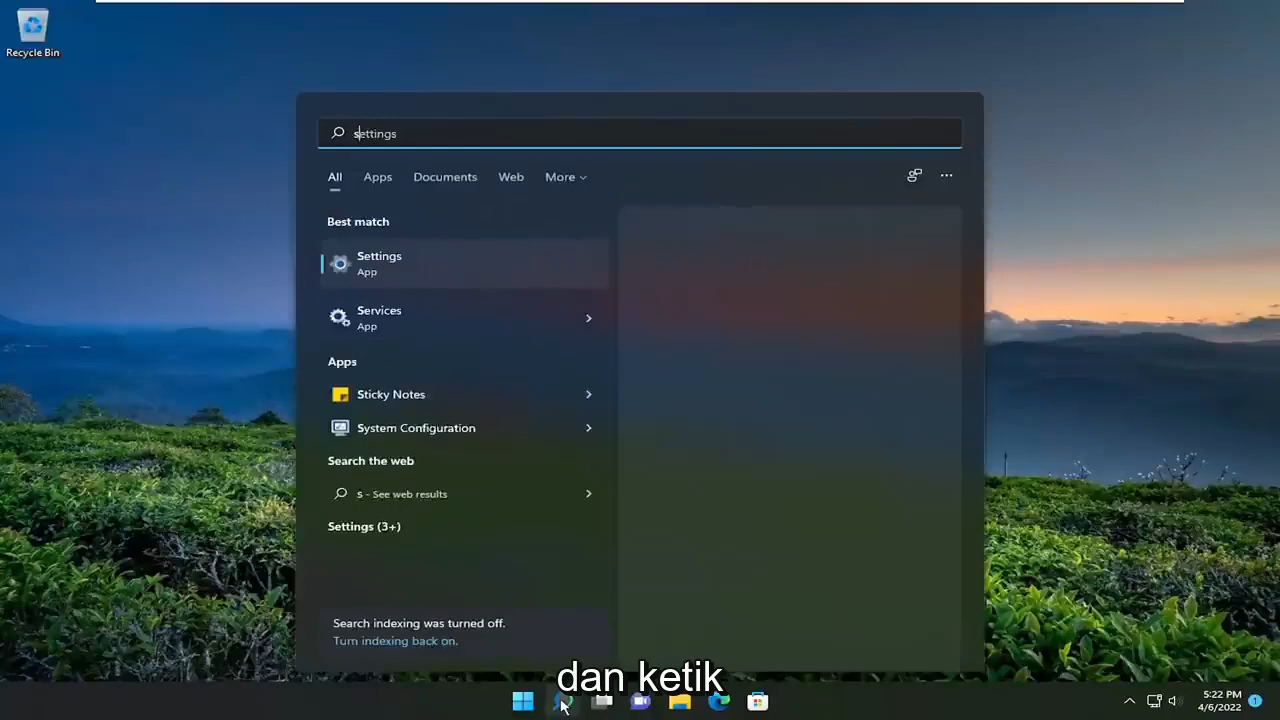 Recycle Bin
settings
All Apps Documents Web More
Best match
Settings
App
Services
App
Apps
Sticky Notes
System Configuration
Search the web
s - See web results
Settings (3+)
Search indexing was turned off.
Turn indexing back on.
dan ketik
5:22 PM
4/6/2022
1